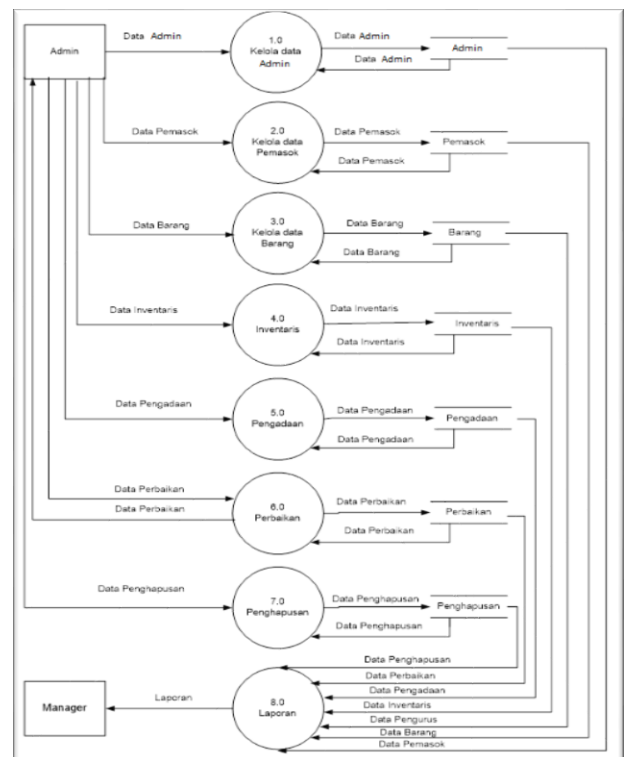 Admin
Data Admin
1.0
Kelola data
Admin
Data Admin
Data Admin
Admin
Data Pemasok
2.0
Kelola data
Pemasok
Data Pemasok
Data Pemasok
Pemasok
Data Barang
3.0
Kelola data
Barang
Data Barang
Data Barang
Barang
Data Inventaris
4.0
Inventaris
Data Inventaris
Data Inventaris
Inventaris
Data Pengadaan
5.0
Pengadaan
Data Pengadaan
Data Pengadaan
Pengadaan
Data Perbaikan
Data Perbaikan
6.0
Perbaikan
Data Perbaikan
Data Perbaikan
Perbaikan
Data Penghapusan
7.0
Penghapusan
Data Penghapusan
Data Penghapusan
Penghapusan
Manager
Laporan
8.0
Laporan
Data Penghapusan
Data Perbaikan
Data Pengadaan
Data Inventaris
Data Pengurus
Data Barang
Data Pemasok